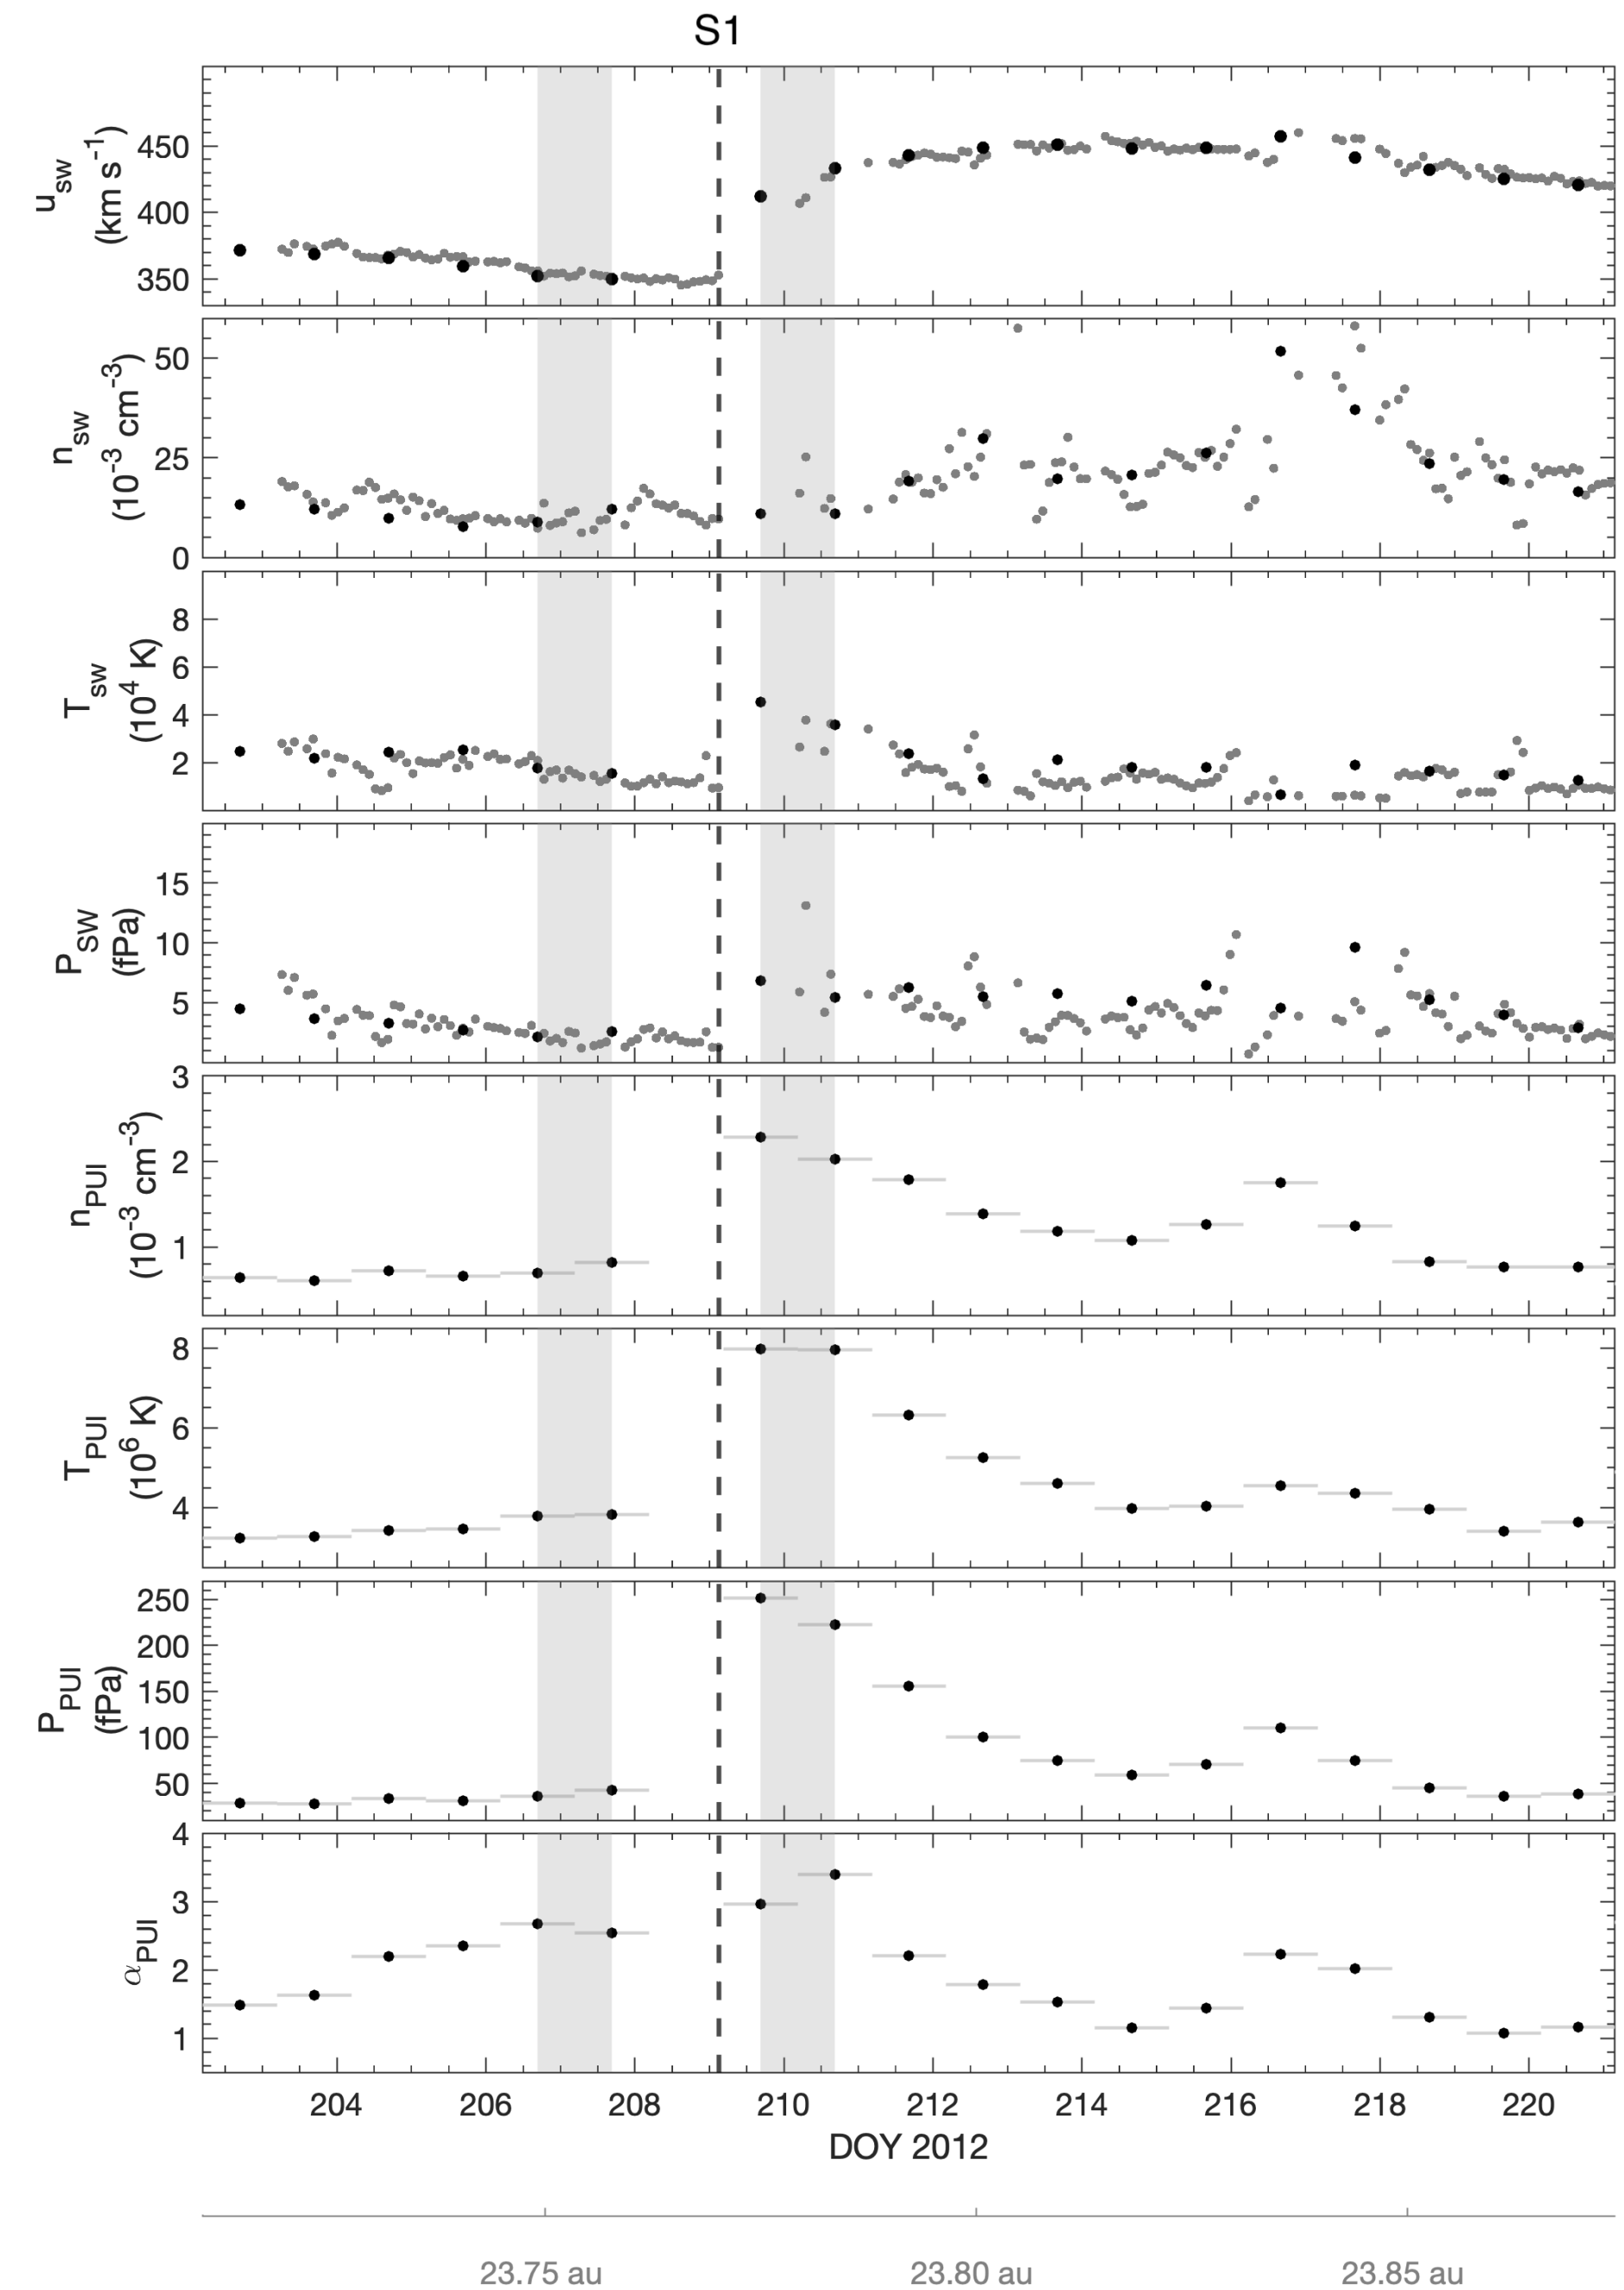 S1
u_sw
(km s^-1)
450
400
350
n_sw
(10^-3 cm^-3)
50
25
0
T_sw
(10^4 K)
8
6
4
2
P_SW
(fPa)
15
10
5
n_PUI
(10^-3 cm^-3)
3
2
1
T_PUI
(10^6 K)
8
6
4
P_PUI
(fPa)
250
200
150
100
50
α_PUI
4
3
2
1
204 206 208 210 212 214 216 218 220
DOY 2012
23.75 au 23.80 au 23.85 au